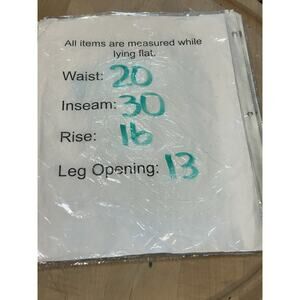 All items are measured while
lying flat.
Waist: 20
Inseam: 30
Rise: 16
Leg Opening: 13